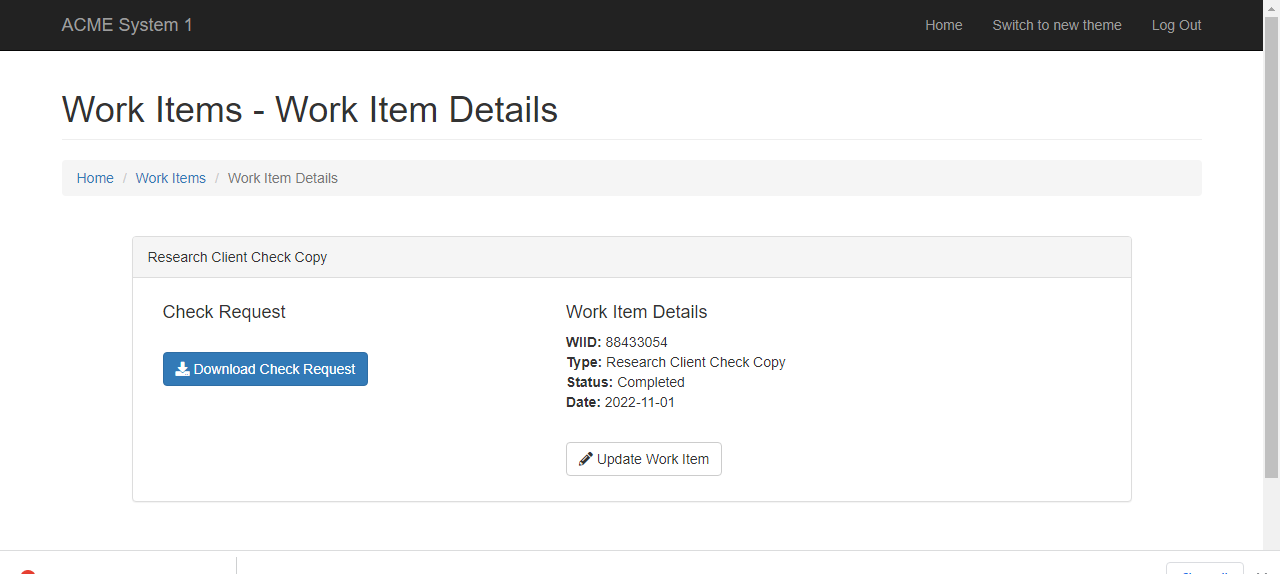 ACME System 1
Home
Switch to new theme
Log Out
Work Items - Work Item Details
Home / Work Items / Work Item Details
Research Client Check Copy
Check Request
Download Check Request
Work Item Details
WIID: 88433054
Type: Research Client Check Copy
Status: Completed
Date: 2022-11-01
Update Work Item